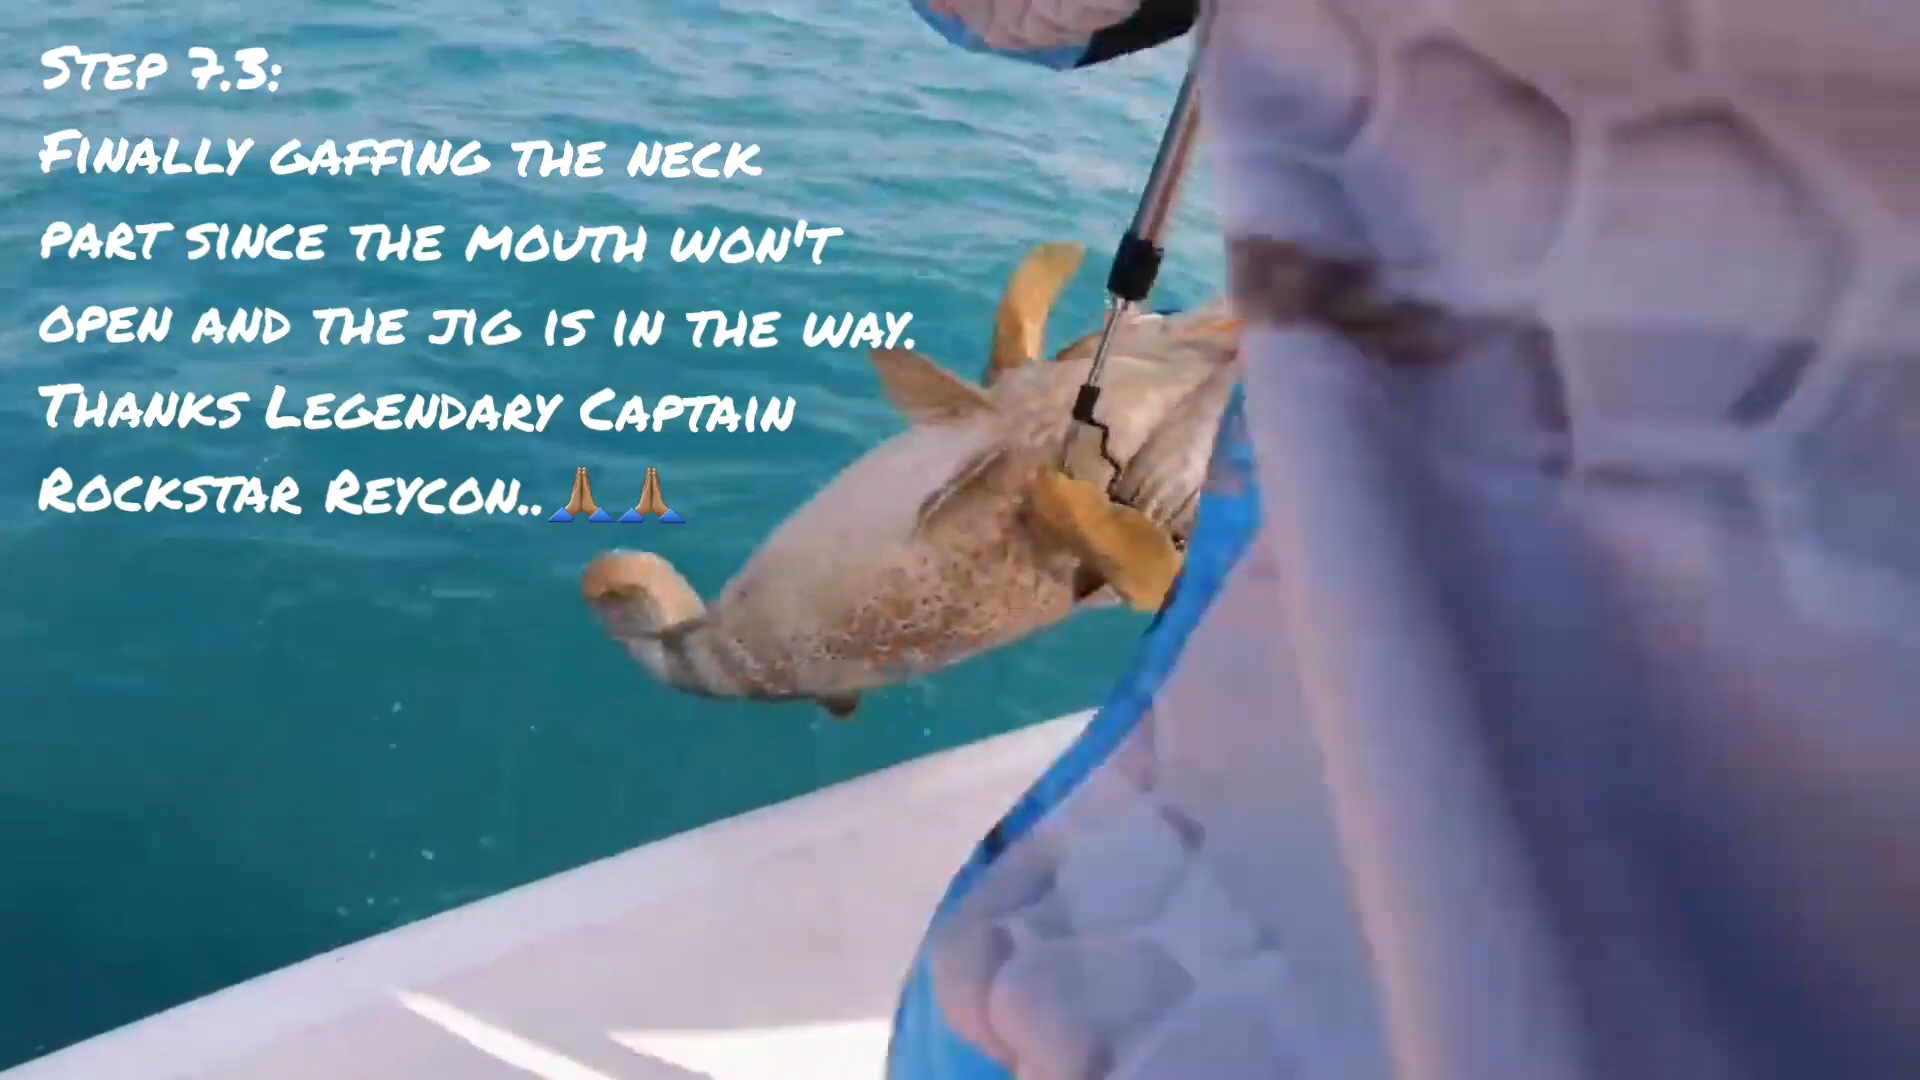 Step 7.3:
Finally gaffing the neck
part since the mouth won't
open and the jig is in the way.
Thanks Legendary Captain
Rockstar Reycon..🙏🏽🙏🏽